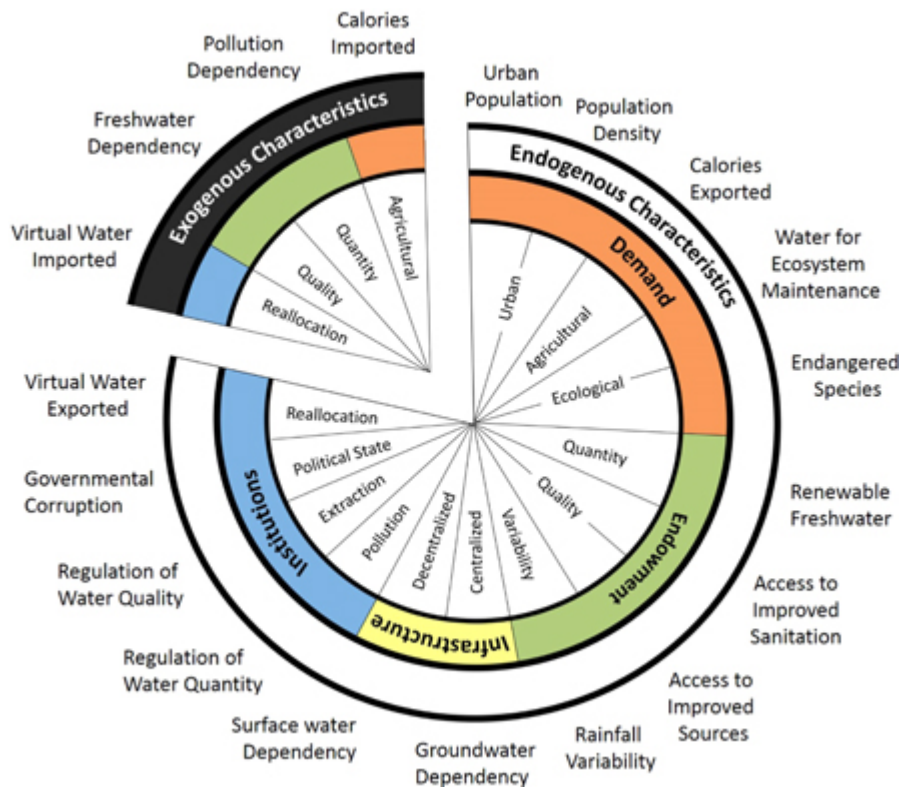 Calories
Imported
Pollution
Dependency
Freshwater
Dependency
Virtual Water
Imported
Exogenous Characteristics
Agricultural
Quantity
Quality
Reallocation
Urban
Population
Population
Density
Calories
Exported
Water for
Ecosystem
Maintenance
Endangered
Species
Renewable
Freshwater
Access to
Improved
Sanitation
Access to
Improved
Sources
Rainfall
Variability
Groundwater
Dependency
Surface water
Dependency
Regulation of
Water Quantity
Regulation of
Water Quality
Governmental
Corruption
Virtual Water
Exported
Endogenous Characteristics
Demand
Endowment
Infrastructure
Institutions
Urban
Agricultural
Ecological
Quantity
Quality
Variability
Centralized
Decentralized
Pollution
Extraction
Political State
Reallocation